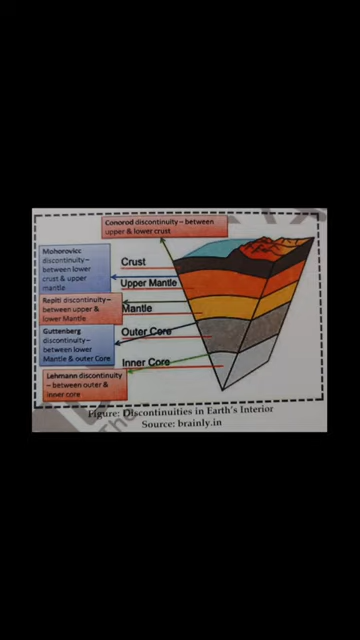 Conorod discontinuity– between
upper & lower crust
Mohorovicc
discontinuity–
between lower
crust & upper
mantle
Crust
Upper Mantle
Repiti discontinuity–
between upper &
lower Mantle
Mantle
Guttenberg
discontinuity–
between lower
Mantle & outer Core
Outer Core
Inner Core
Lehmann discontinuity
– between outer &
inner core
Figure: Discontinuities in Earth's Interior
Source: brainly.in